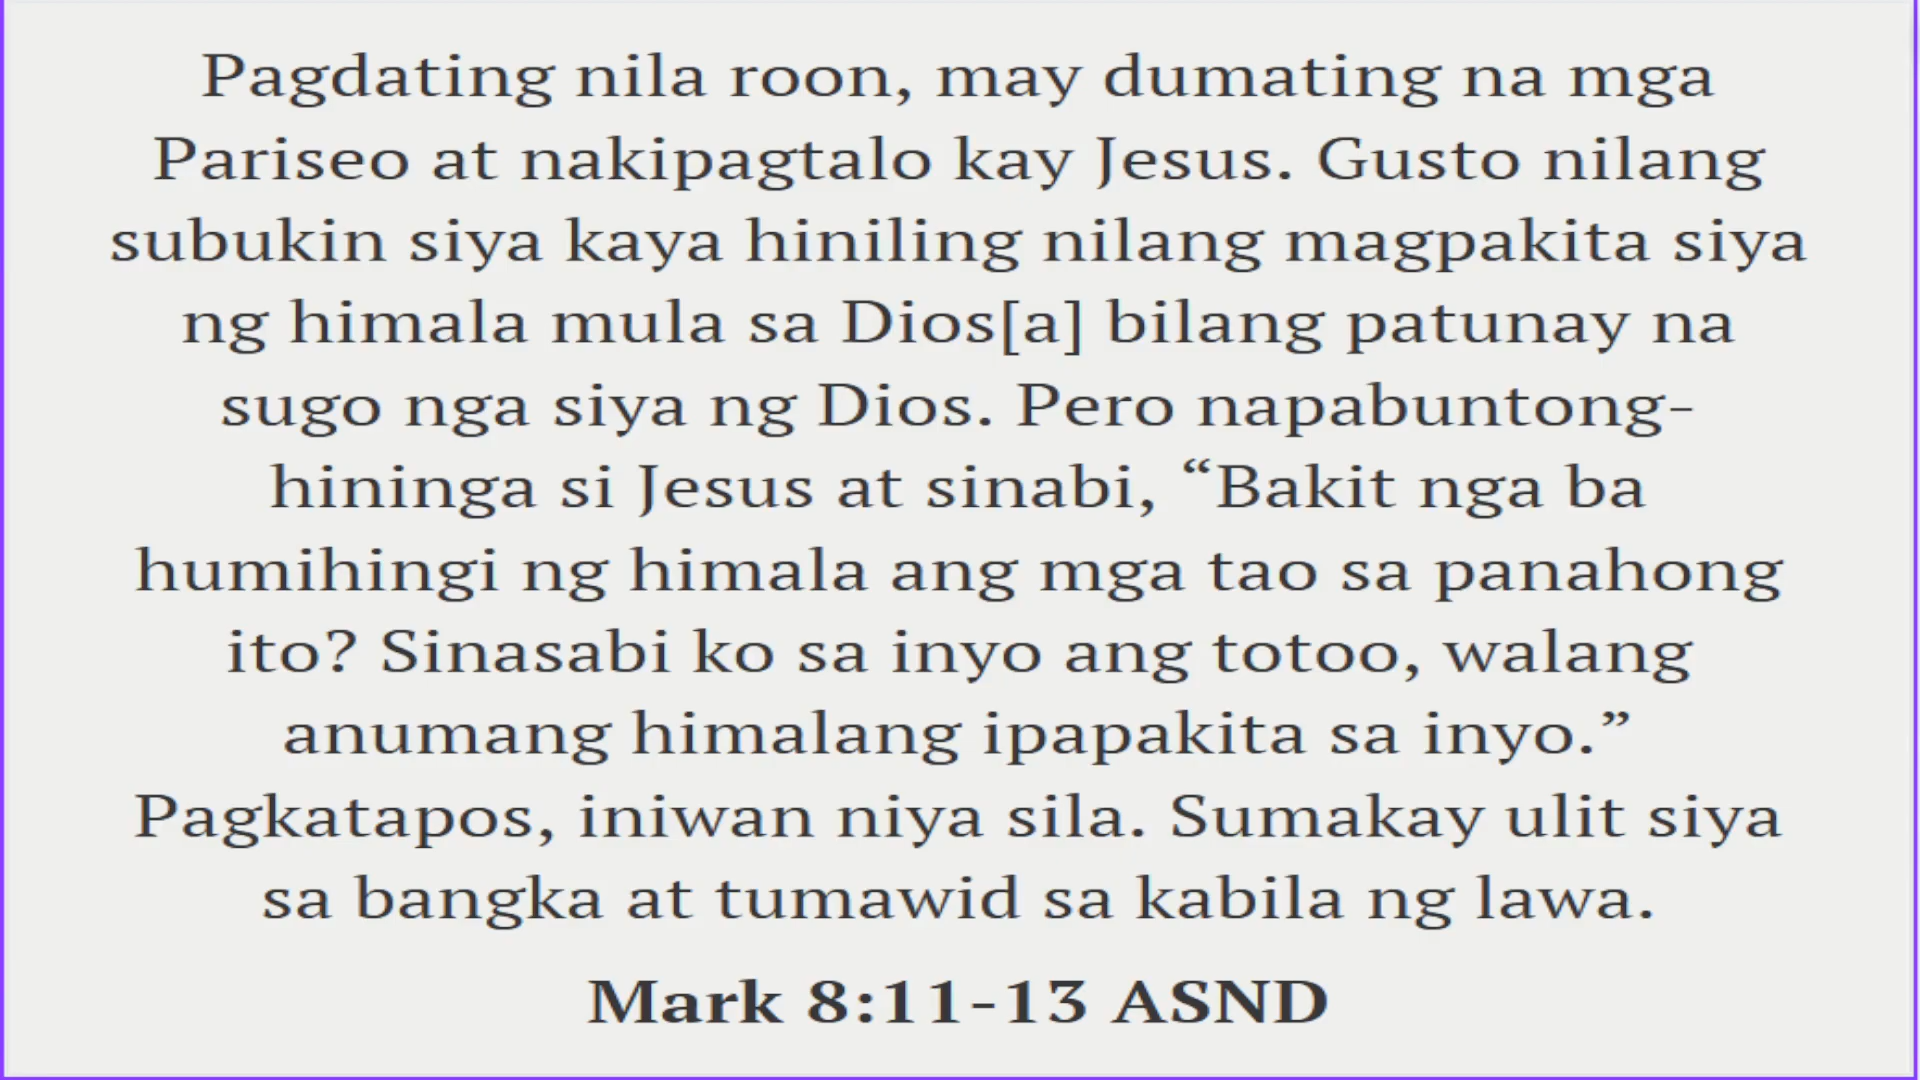 Pagdating nila roon, may dumating na mga
Pariseo at nakipagtalo kay Jesus. Gusto nilang
subukin siya kaya hiniling nilang magpakita siya
ng himala mula sa Dios[a] bilang patunay na
sugo nga siya ng Dios. Pero napabuntong-
hininga si Jesus at sinabi, “Bakit nga ba
humihingi ng himala ang mga tao sa panahong
ito? Sinasabi ko sa inyo ang totoo, walang
anumang himalang ipapakita sa inyo.”
Pagkatapos, iniwan niya sila. Sumakay ulit siya
sa bangka at tumawid sa kabila ng lawa.
Mark 8:11-13 ASND